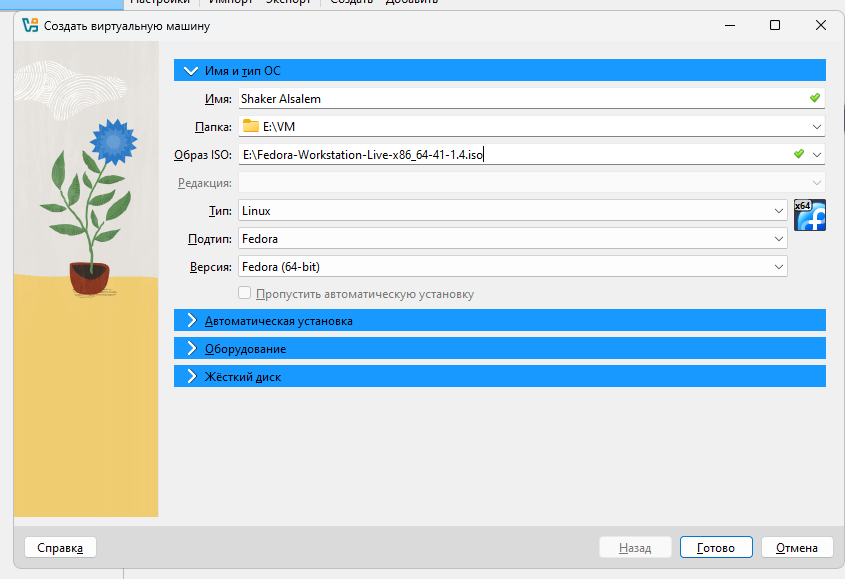 Настройки Импорт Экспорт Создать Добавить
Создать виртуальную машину
Имя и тип ОС
Имя: Shaker Alsalem
Папка: E:\VM
Образ ISO: E:\Fedora-Workstation-Live-x86_64-41-1.4.iso
Редакция:
Тип: Linux
x64
Подтип: Fedora
Версия: Fedora (64-bit)
Пропустить автоматическую установку
Автоматическая установка
Оборудование
Жёсткий диск
Справка Назад Готово Отмена